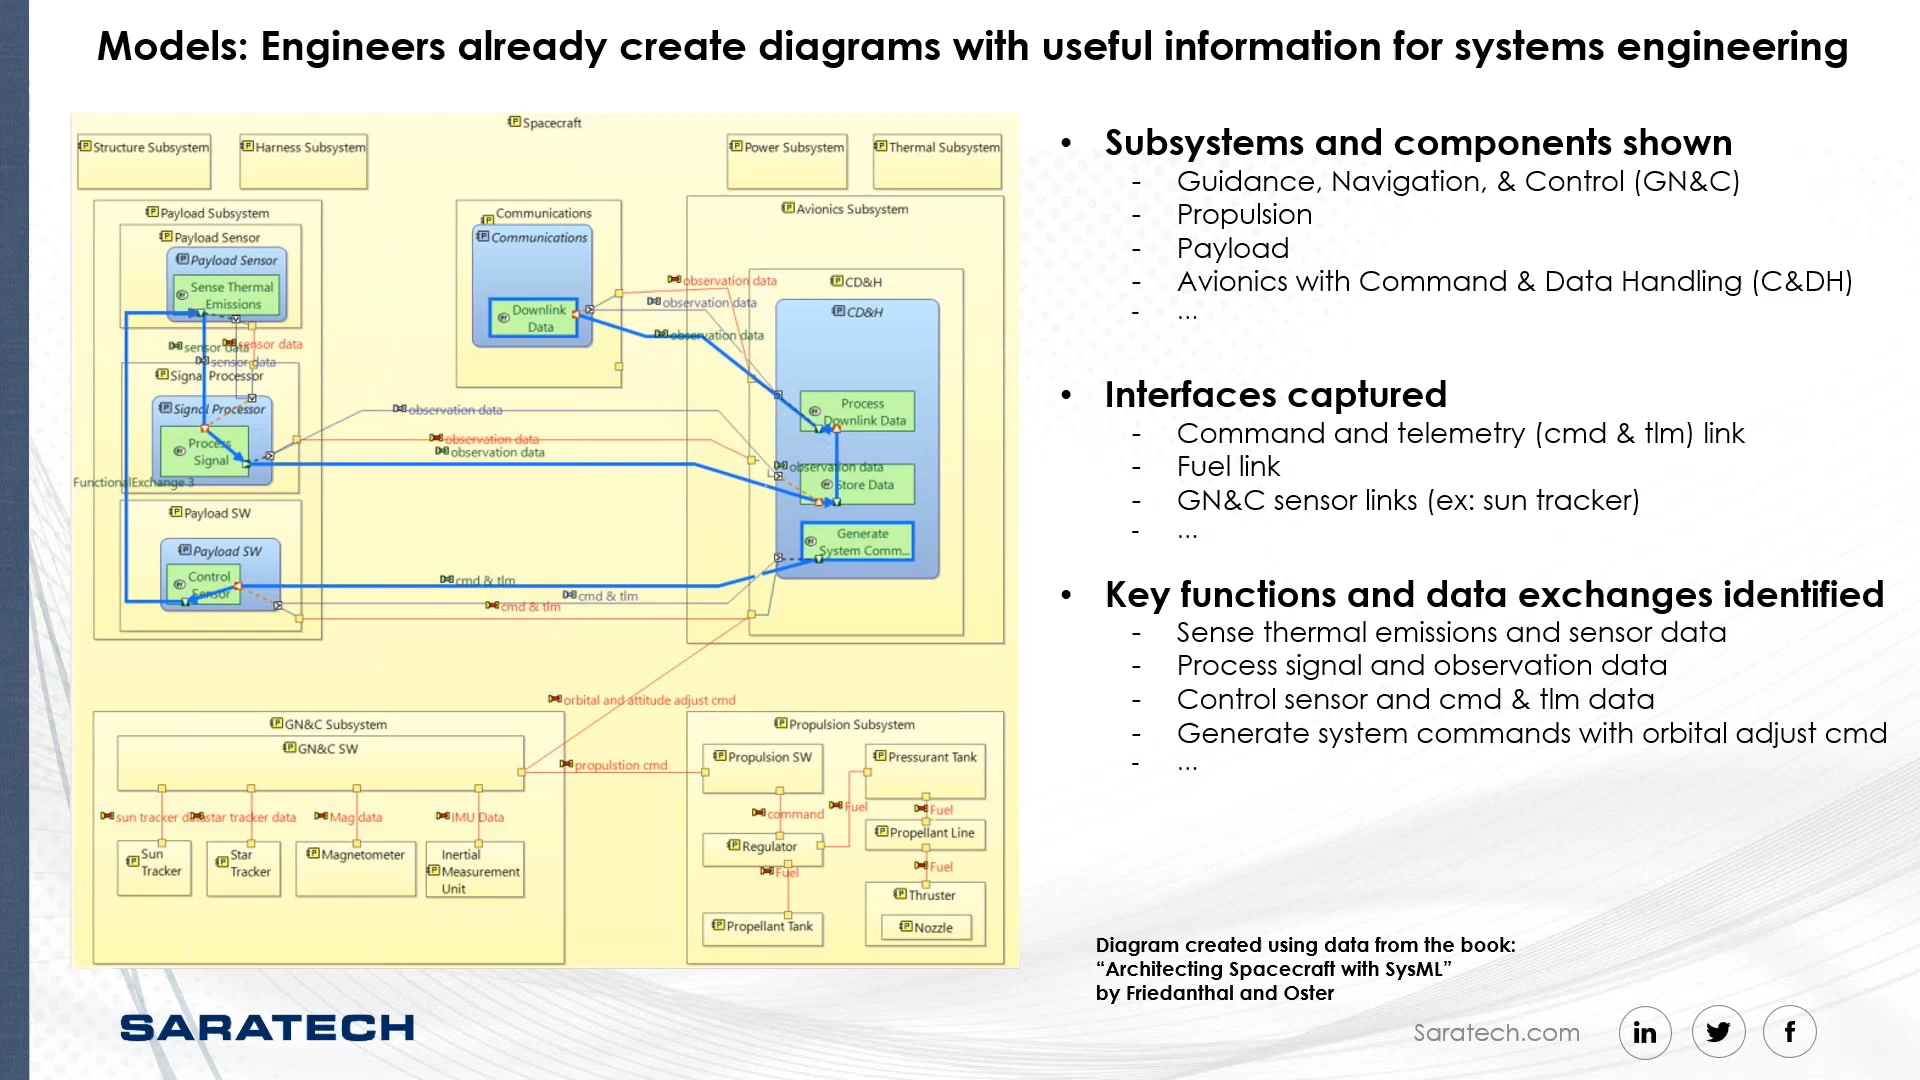 Models: Engineers already create diagrams with useful information for systems engineering
Spacecraft
Structure Subsystem
Harness Subsystem
Power Subsystem
Thermal Subsystem
Payload Subsystem
Payload Sensor
Payload Sensor
Sense Thermal
Emissions
sensor data
sensor data
sensor data
Signal Processor
Signal Processor
Process
Signal
FunctionalExchange 3
Payload SW
Payload SW
Control
Sensor
Communications
Communications
Downlink
Data
observation data
observation data
observation data
observation data
observation data
observation data
cmd & tlm
cmd & tlm
cmd & tlm
Avionics Subsystem
CD&H
CD&H
Process
Downlink Data
observation data
Store Data
Generate
System Comm...
orbital and attitude adjust cmd
GN&C Subsystem
GN&C SW
propulstion cmd
sun tracker data
star tracker data
Mag data
IMU Data
Sun
Tracker
Star
Tracker
Magnetometer
Inertial
Measurement
Unit
Propulsion Subsystem
Propulsion SW
Pressurant Tank
command
Fuel
Fuel
Regulator
Propellant Line
Fuel
Fuel
Thruster
Propellant Tank
Nozzle
• Subsystems and components shown
- Guidance, Navigation, & Control (GN&C)
- Propulsion
- Payload
- Avionics with Command & Data Handling (C&DH)
- ...
• Interfaces captured
- Command and telemetry (cmd & tlm) link
- Fuel link
- GN&C sensor links (ex: sun tracker)
- ...
• Key functions and data exchanges identified
- Sense thermal emissions and sensor data
- Process signal and observation data
- Control sensor and cmd & tlm data
- Generate system commands with orbital adjust cmd
- ...
Diagram created using data from the book:
“Architecting Spacecraft with SysML”
by Friedanthal and Oster
SARATECH
Saratech.com
in
f